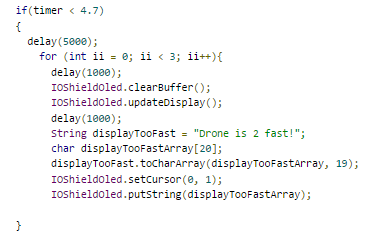 if(timer < 4.7)
{
delay(5000);
for (int ii = 0; ii < 3; ii++){
delay(1000);
IOShieldOled.clearBuffer();
IOShieldOled.updateDisplay();
delay(1000);
String displayTooFast = "Drone is 2 fast!";
char displayTooFastArray[20];
displayTooFast.toCharArray(displayTooFastArray, 19);
IOShieldOled.setCursor(0, 1);
IOShieldOled.putString(displayTooFastArray);
}